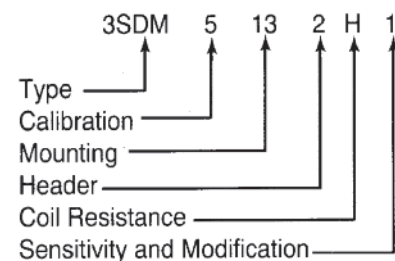 3SDM 5 13 2 H 1
Type
Calibration
Mounting
Header
Coil Resistance
Sensitivity and Modification